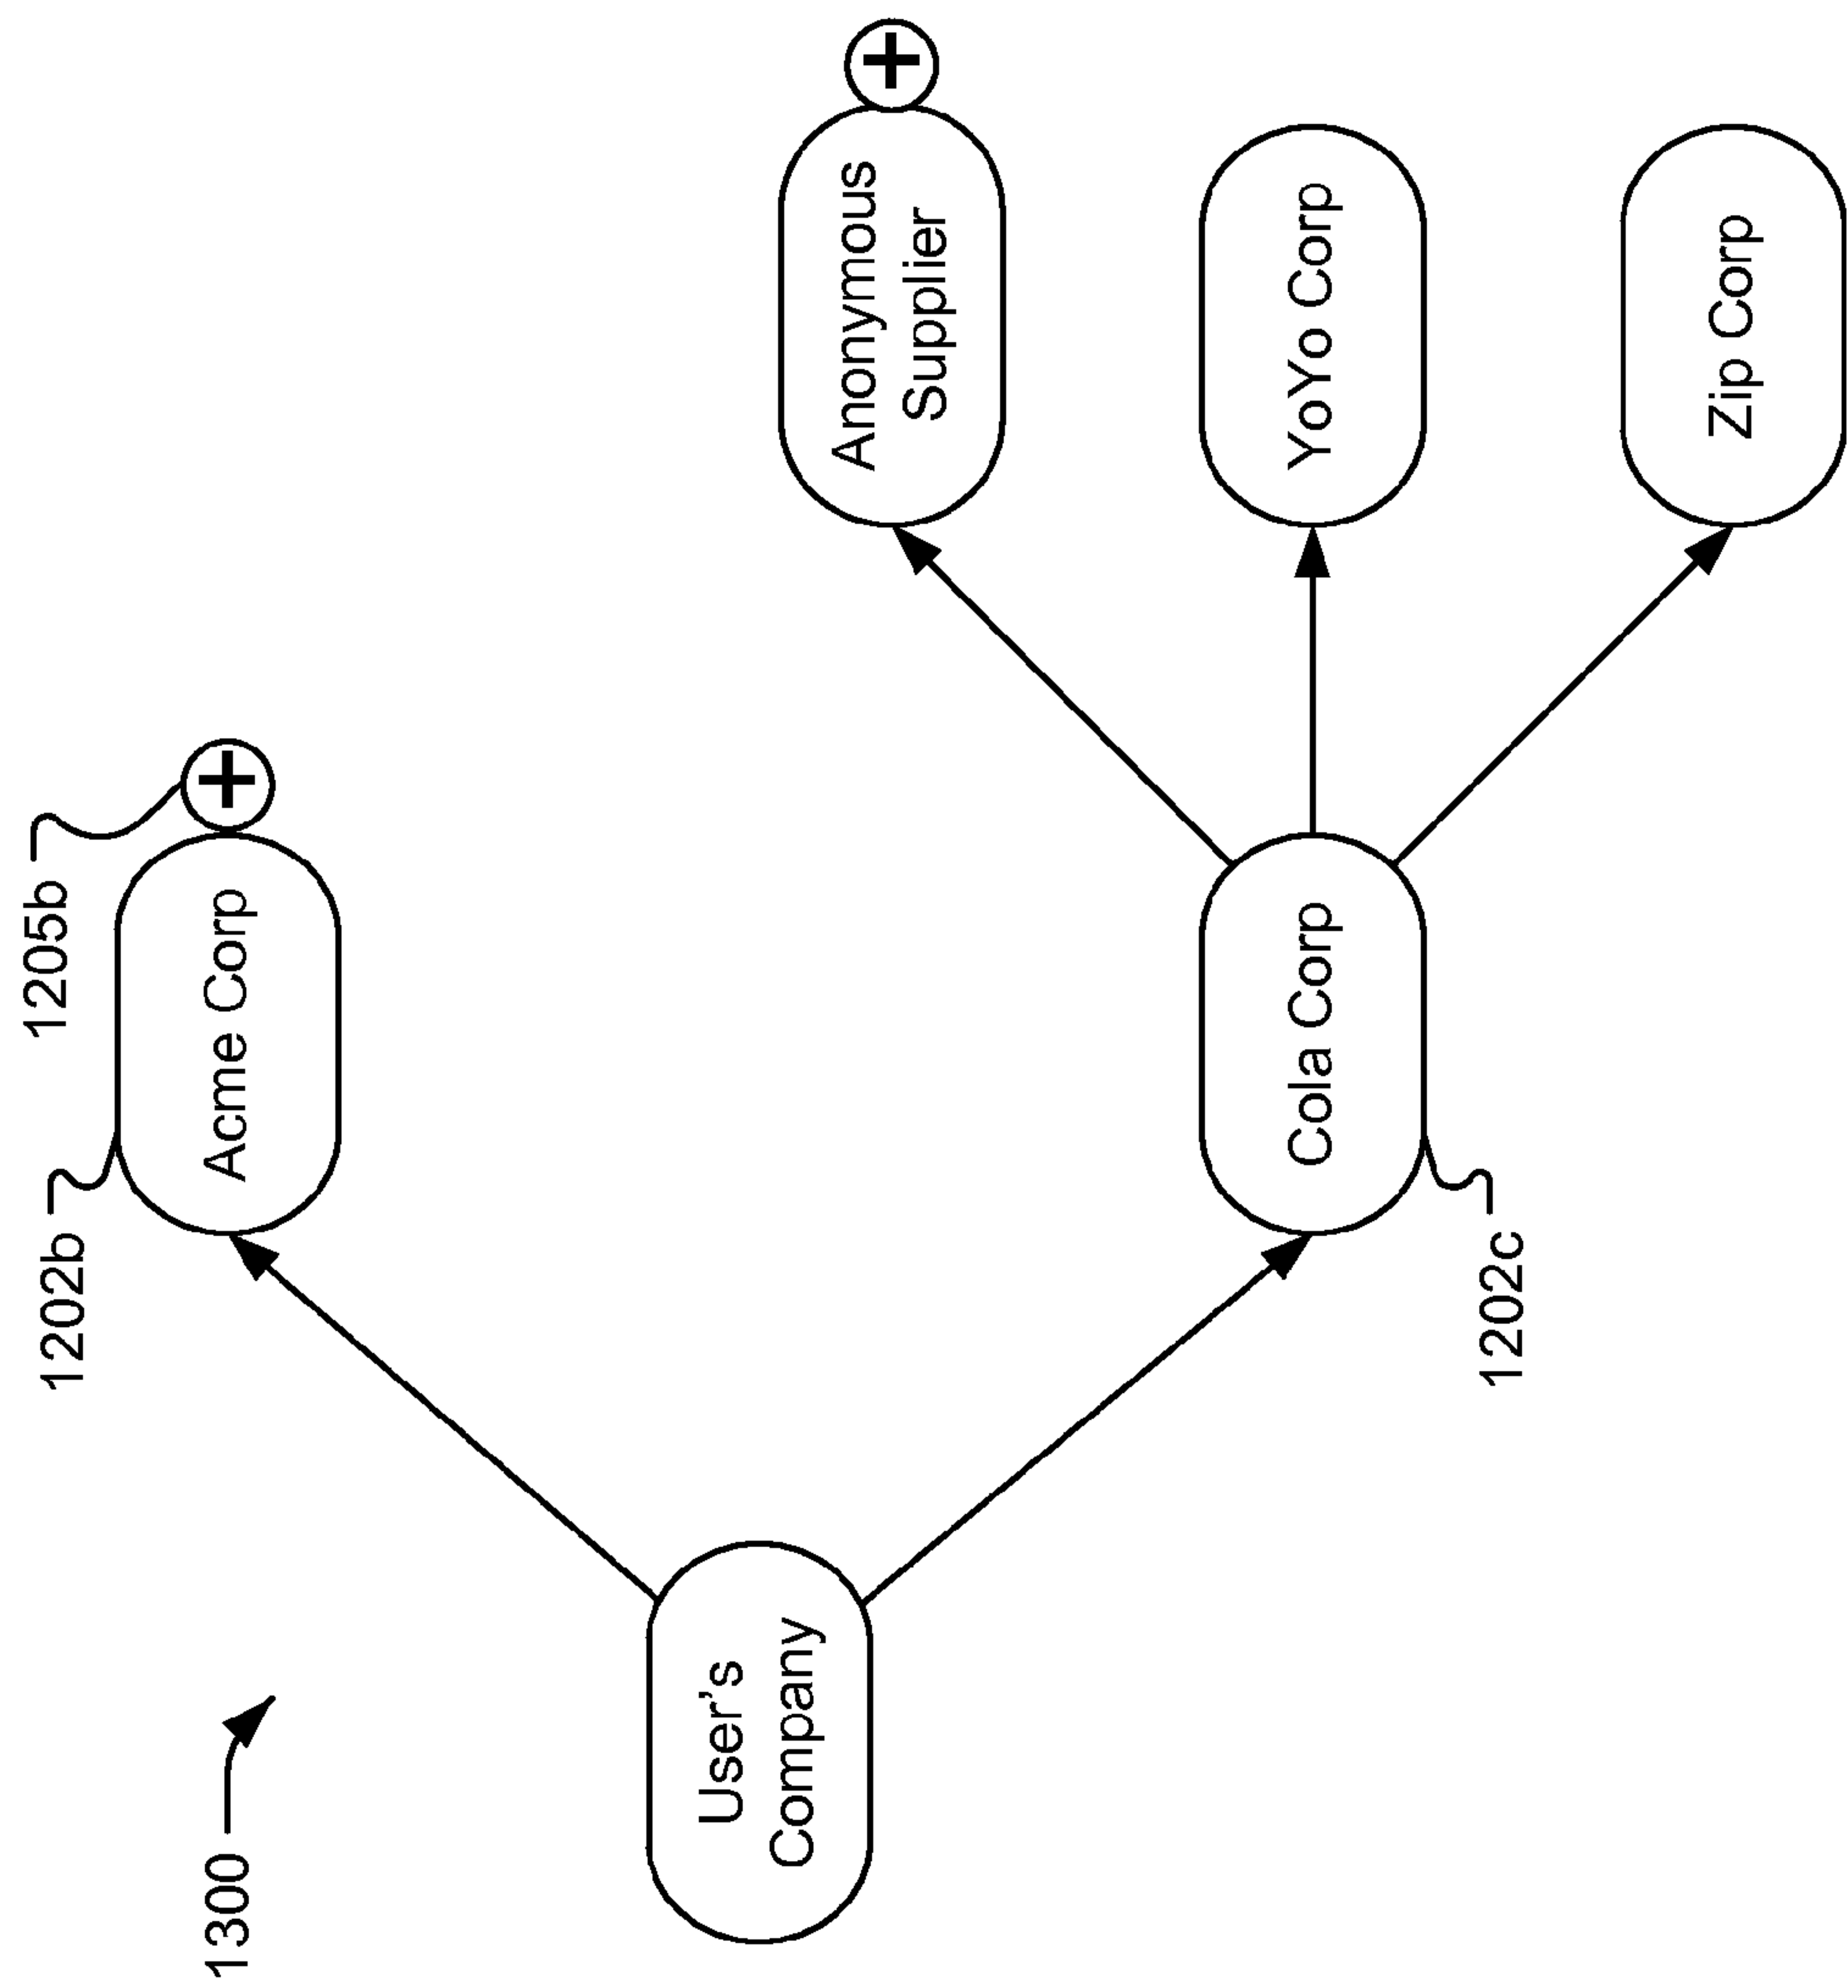 1300
1202b
1205b
Acme Corp
+
User's
Company
Anonymous
Supplier
+
Cola Corp
YoYo Corp
1202c
Zip Corp